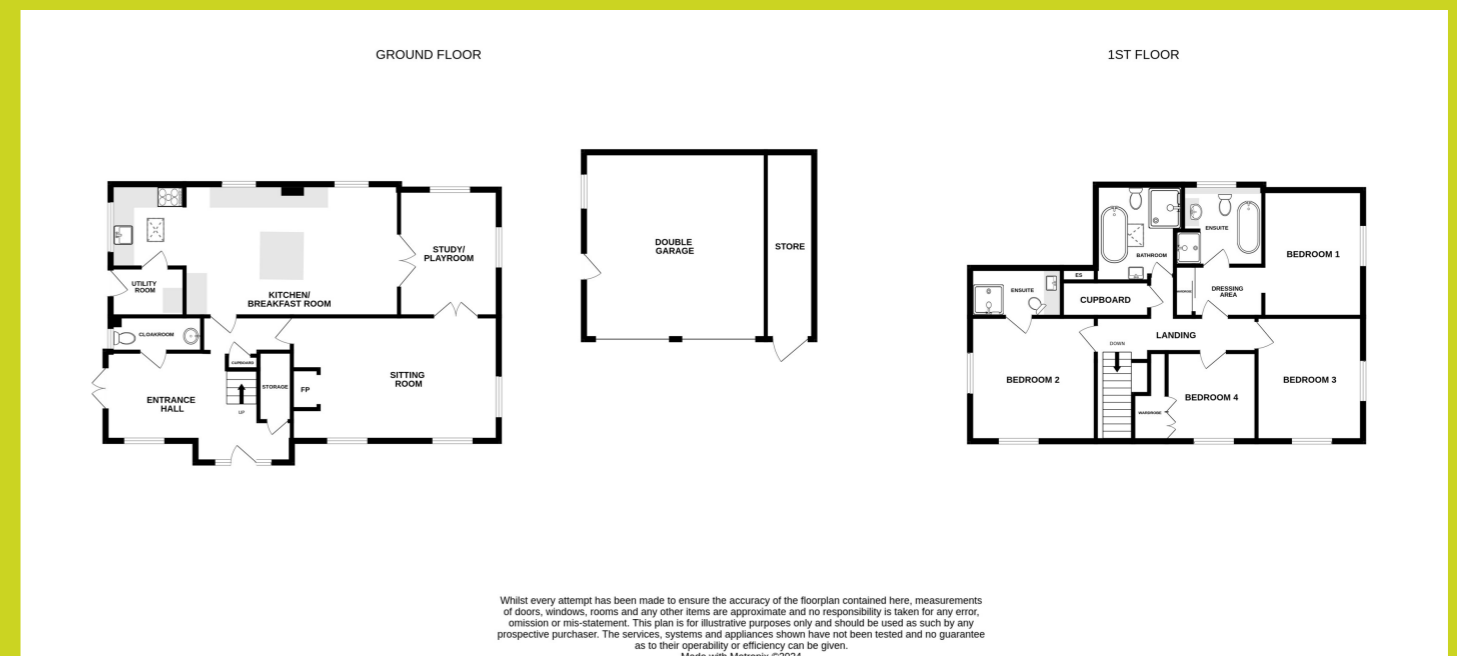 GROUND FLOOR
1ST FLOOR
DOUBLE
GARAGE
STORE
STUDY/
PLAYROOM
UTILITY
ROOM
KITCHEN/
BREAKFAST ROOM
CLOAKROOM
CUPBOARD
STORAGE
FP
SITTING
ROOM
ENTRANCE
HALL
UP
ENSUITE
BATHROOM
BEDROOM 1
ES
ENSUITE
CUPBOARD
WARDROBE
DRESSING
AREA
LANDING
DOWN
BEDROOM 2
BEDROOM 3
BEDROOM 4
WARDROBE
Whilst every attempt has been made to ensure the accuracy of the floorplan contained here, measurements
of doors, windows, rooms and any other items are approximate and no responsibility is taken for any error,
omission or mis-statement. This plan is for illustrative purposes only and should be used as such by any
prospective purchaser. The services, systems and appliances shown have not been tested and no guarantee
as to their operability or efficiency can be given.
Made with Metropix ©2024